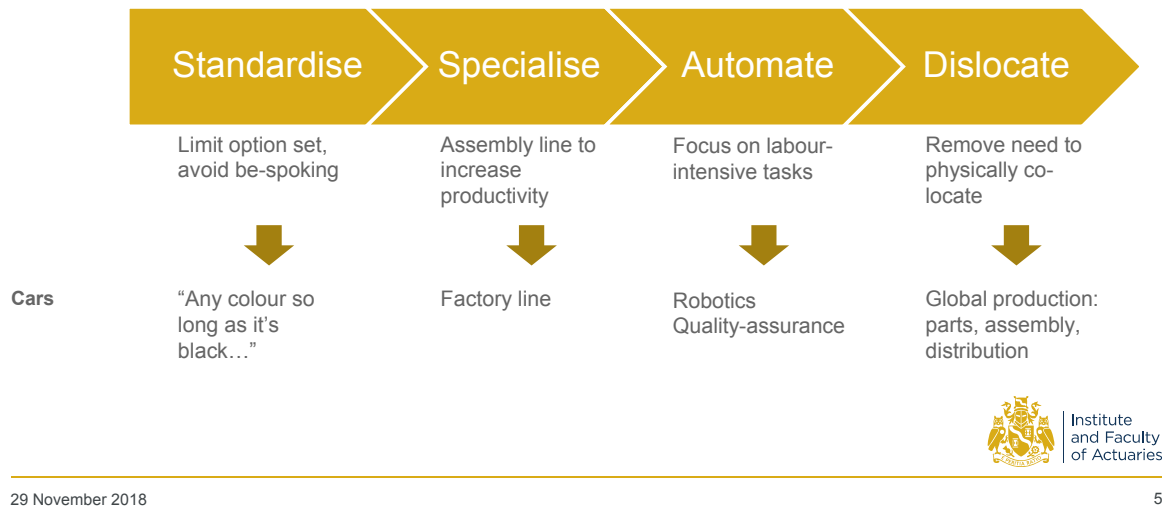 Standardise
Specialise
Automate
Dislocate
Limit option set,
avoid be-spoking
Assembly line to
increase
productivity
Focus on labour-
intensive tasks
Remove need to
physically co-
locate
Cars
“Any colour so
long as it’s
black…”
Factory line
Robotics
Quality-assurance
Global production:
parts, assembly,
distribution
Institute
and Faculty
of Actuaries
29 November 2018
5